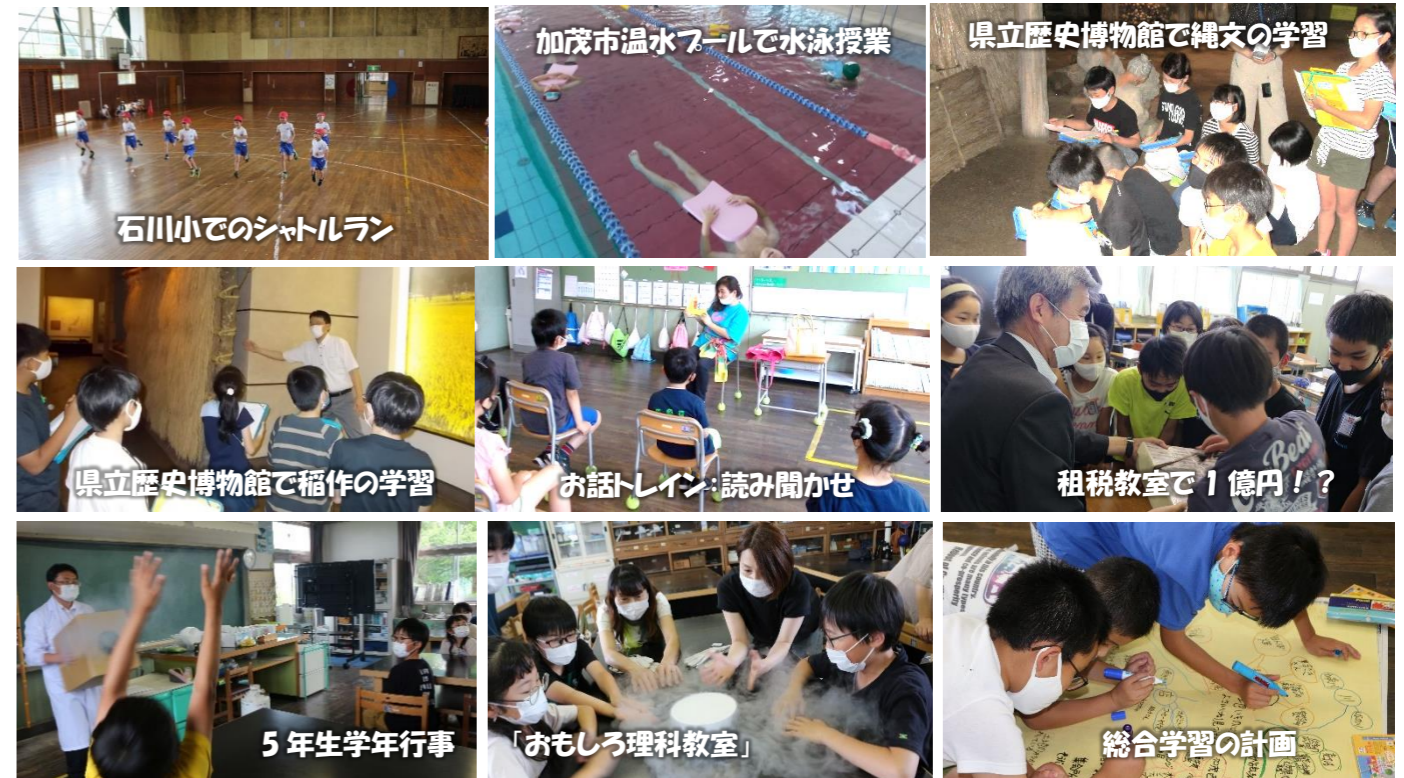 石川小でのシャトルラン
加茂市温水プールで水泳授業
県立歴史博物館で縄文の学習
県立歴史博物館で稲作の学習
お話トレイン：読み聞かせ
租税教室で１億円！？
５年生学年行事
「おもしろ理科教室」
総合学習の計画